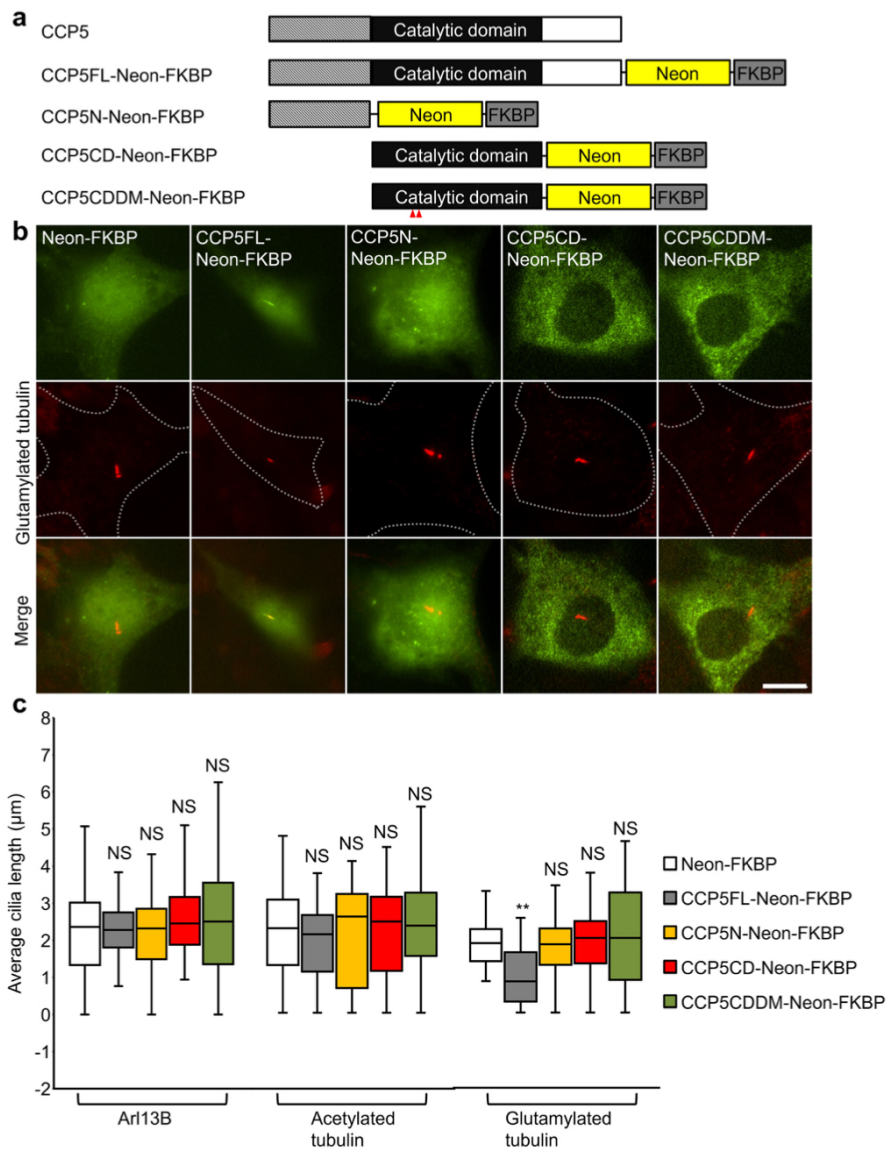 a
CCP5
Catalytic domain
CCP5FL-Neon-FKBP
Catalytic domain
Neon
FKBP
CCP5N-Neon-FKBP
Neon
FKBP
CCP5CD-Neon-FKBP
Catalytic domain
Neon
FKBP
CCP5CDDM-Neon-FKBP
Catalytic domain
Neon
FKBP
b
Neon-FKBP
CCP5FL-
Neon-FKBP
CCP5N-
Neon-FKBP
CCP5CD-
Neon-FKBP
CCP5CDDM-
Neon-FKBP
Glutamylated tubulin
Merge
c
Average cilia length (µm)
8
7
6
5
4
3
2
1
0
-1
-2
NS
NS
NS
NS
NS
NS
NS
NS
**
NS
NS
NS
Arl13B
Acetylated
tubulin
Glutamylated
tubulin
Neon-FKBP
CCP5FL-Neon-FKBP
CCP5N-Neon-FKBP
CCP5CD-Neon-FKBP
CCP5CDDM-Neon-FKBP